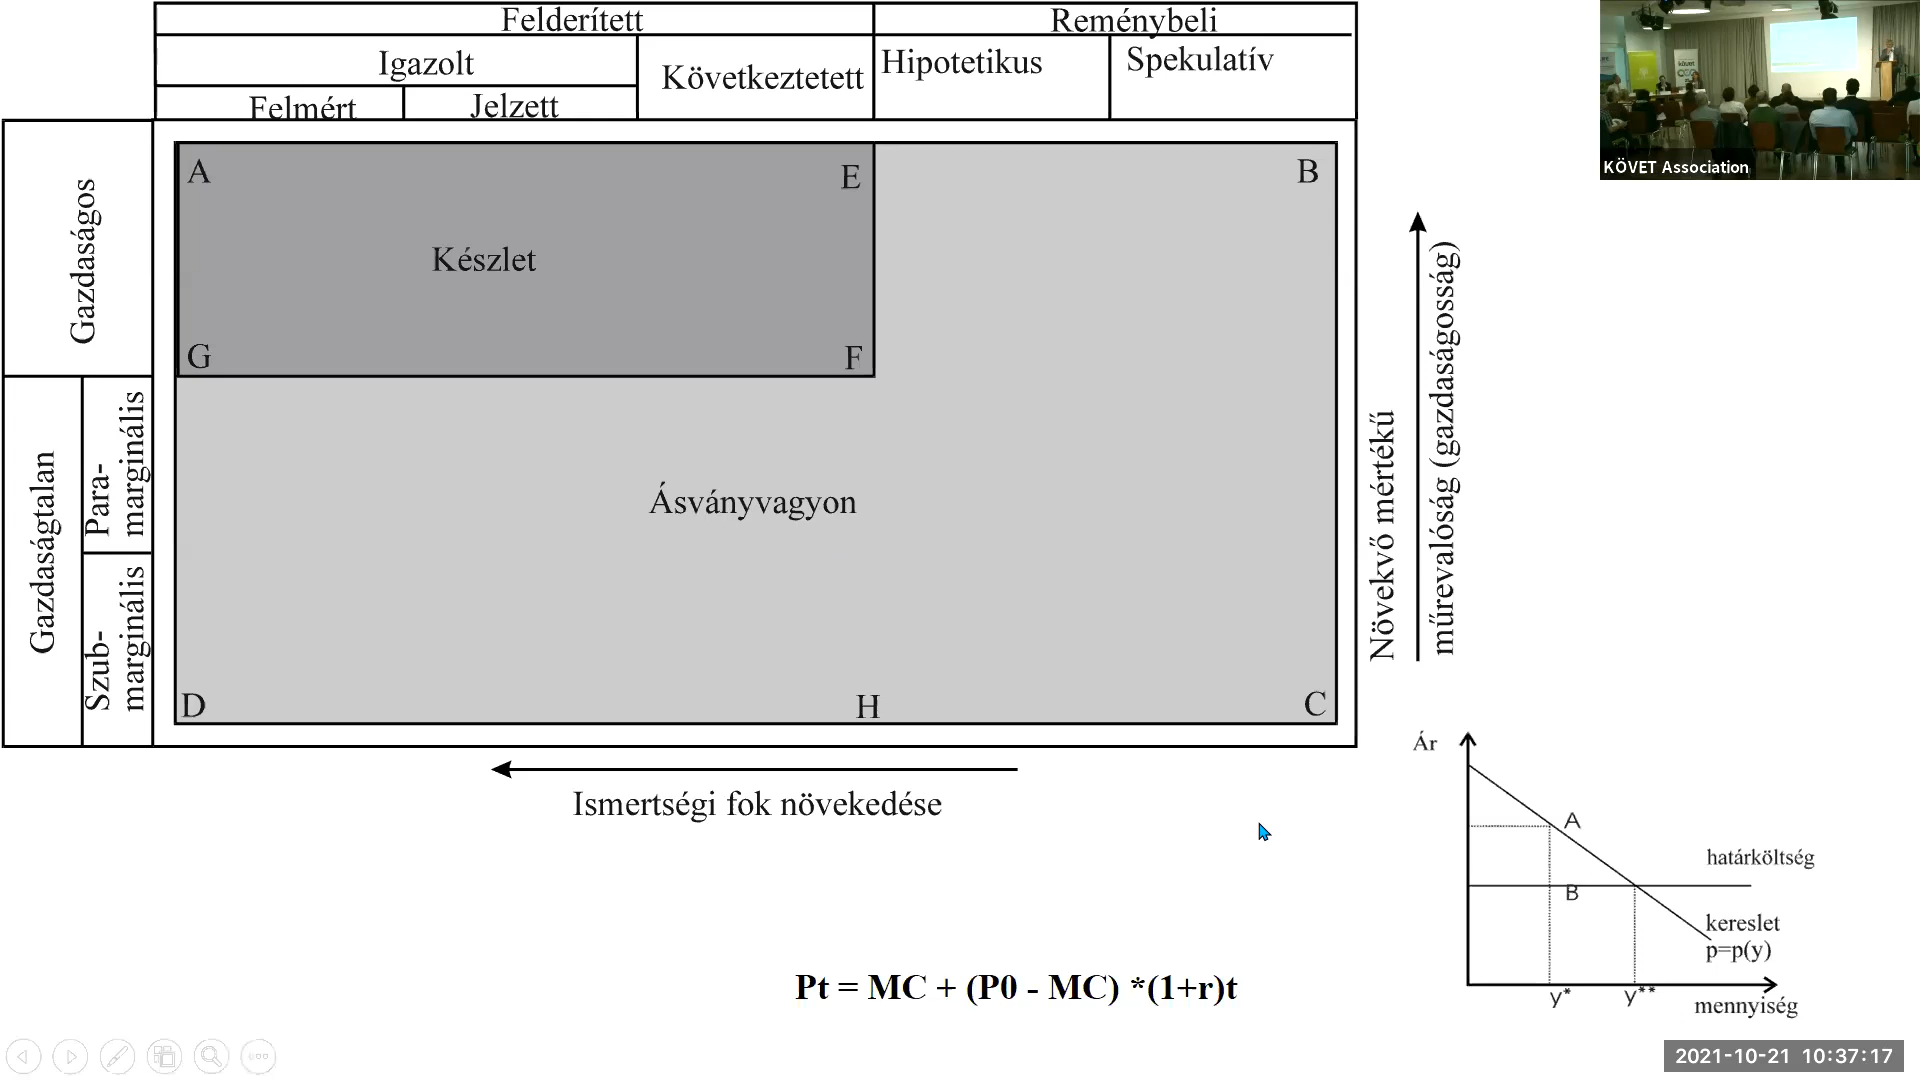 Felderített
Reménybeli
Igazolt
Következtetett
Hipotetikus
Spekulatív
Felmért
Jelzett
Gazdaságos
Gazdaságtalan
Para-
marginális
Szub-
marginális
A
E
B
Készlet
G
F
Ásványvagyon
D
H
C
Növekvő mértékű
műrevalóság (gazdaságosság)
Ismertségi fok növekedése
Pt = MC + (P0 - MC) *(1+r)t
Ár
A
határköltség
B
kereslet
p=p(y)
y*
y**
mennyiség
követ
KÖVET Association
2021-10-21 10:37:17